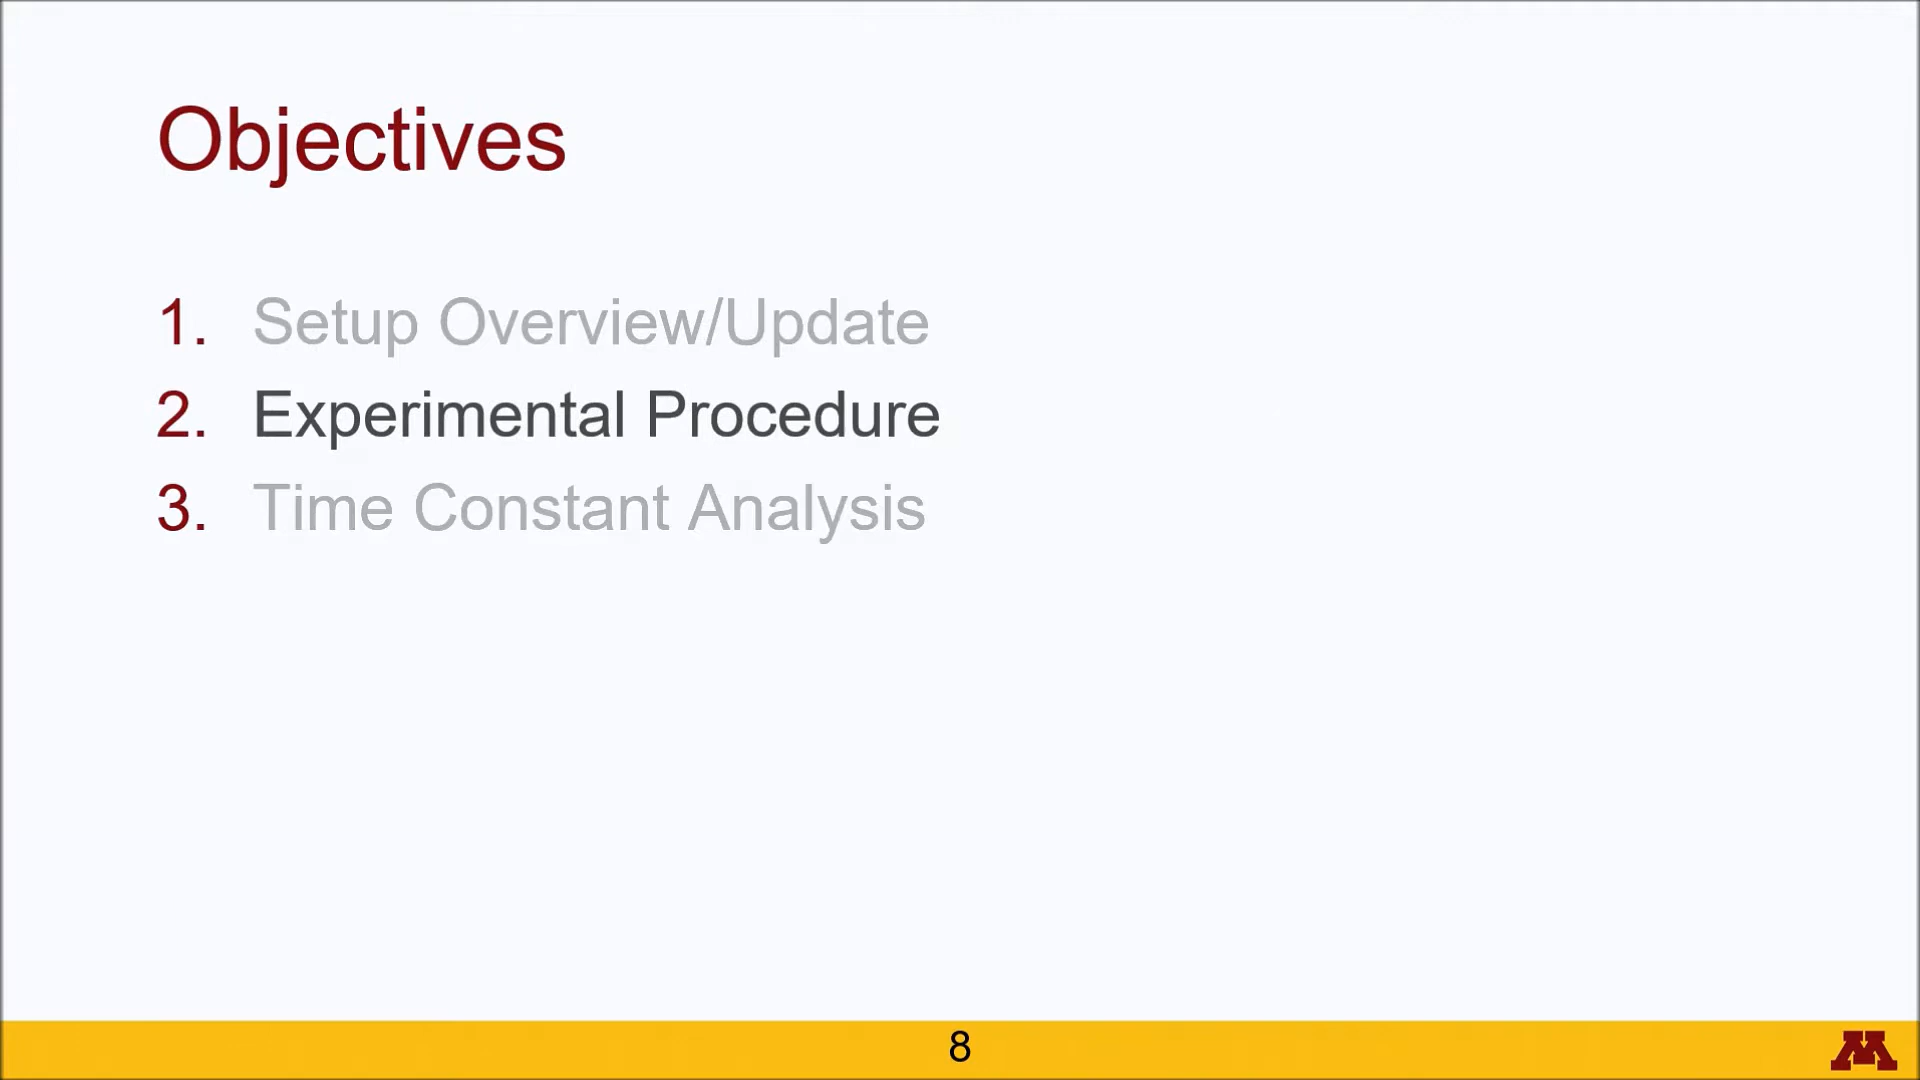 Objectives
1. Setup Overview/Update
2. Experimental Procedure
3. Time Constant Analysis
8
M